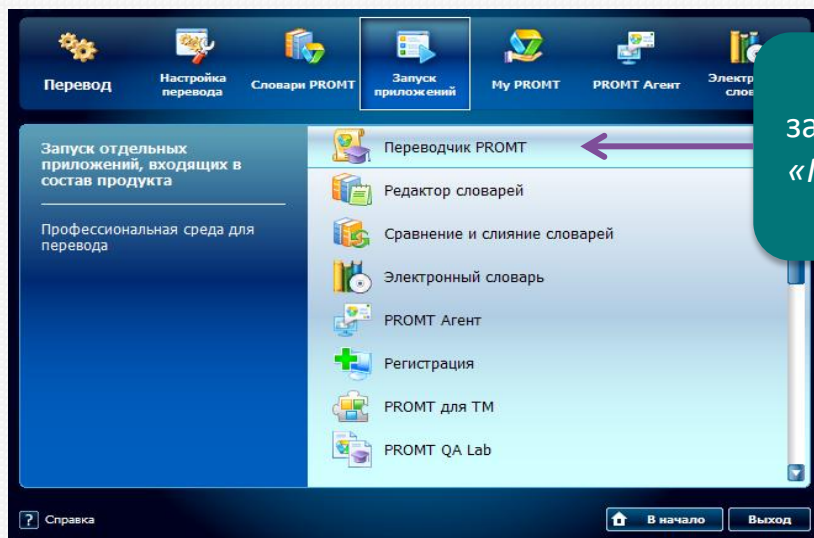 Перевод
Настройка
перевода
Словари PROMT
Запуск
приложений
My PROMT
PROMT Агент
Запуск отдельных
приложений, входящих в
состав продукта
Профессиональная среда для
перевода
Переводчик PROMT
Редактор словарей
Сравнение и слияние словарей
Электронный словарь
PROMT Агент
Регистрация
PROMT для ТМ
PROMT QA Lab
? Справка
В начало
Выход